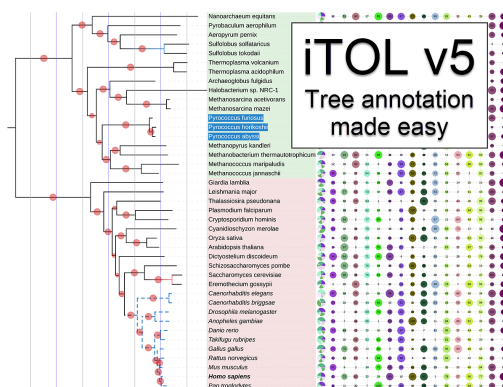 Nanoarchaeum equitans
Pyrobaculum aerophilum
Aeropyrum pernix
Sulfolobus solfataricus
Sulfolobus tokodaii
Thermoplasma volcanium
Thermoplasma acidophilum
Archaeoglobus fulgidus
Halobacterium sp. NRC-1
Methanosarcina acetivorans
Methanosarcina mazei
Pyrococcus furiosus
Pyrococcus horikoshii
Pyrococcus abyssi
Methanopyrus kandleri
Methanobacterium thermautotrophicum
Methanococcus maripaludis
Methanococcus jannaschii
Giardia lamblia
Leishmania major
Thalassiosira pseudonana
Plasmodium falciparum
Cryptosporidium hominis
Cyanidioschyzon merolae
Oryza sativa
Arabidopsis thaliana
Dictyostelium discoideum
Schizosaccharomyces pombe
Saccharomyces cerevisiae
Eremothecium gossypii
Caenorhabditis elegans
Caenorhabditis briggsae
Drosophila melanogaster
Anopheles gambiae
Danio rerio
Takifugu rubripes
Gallus gallus
Rattus norvegicus
Mus musculus
Homo sapiens
Pan troglodytes
iTOL v5
Tree annotation
made easy